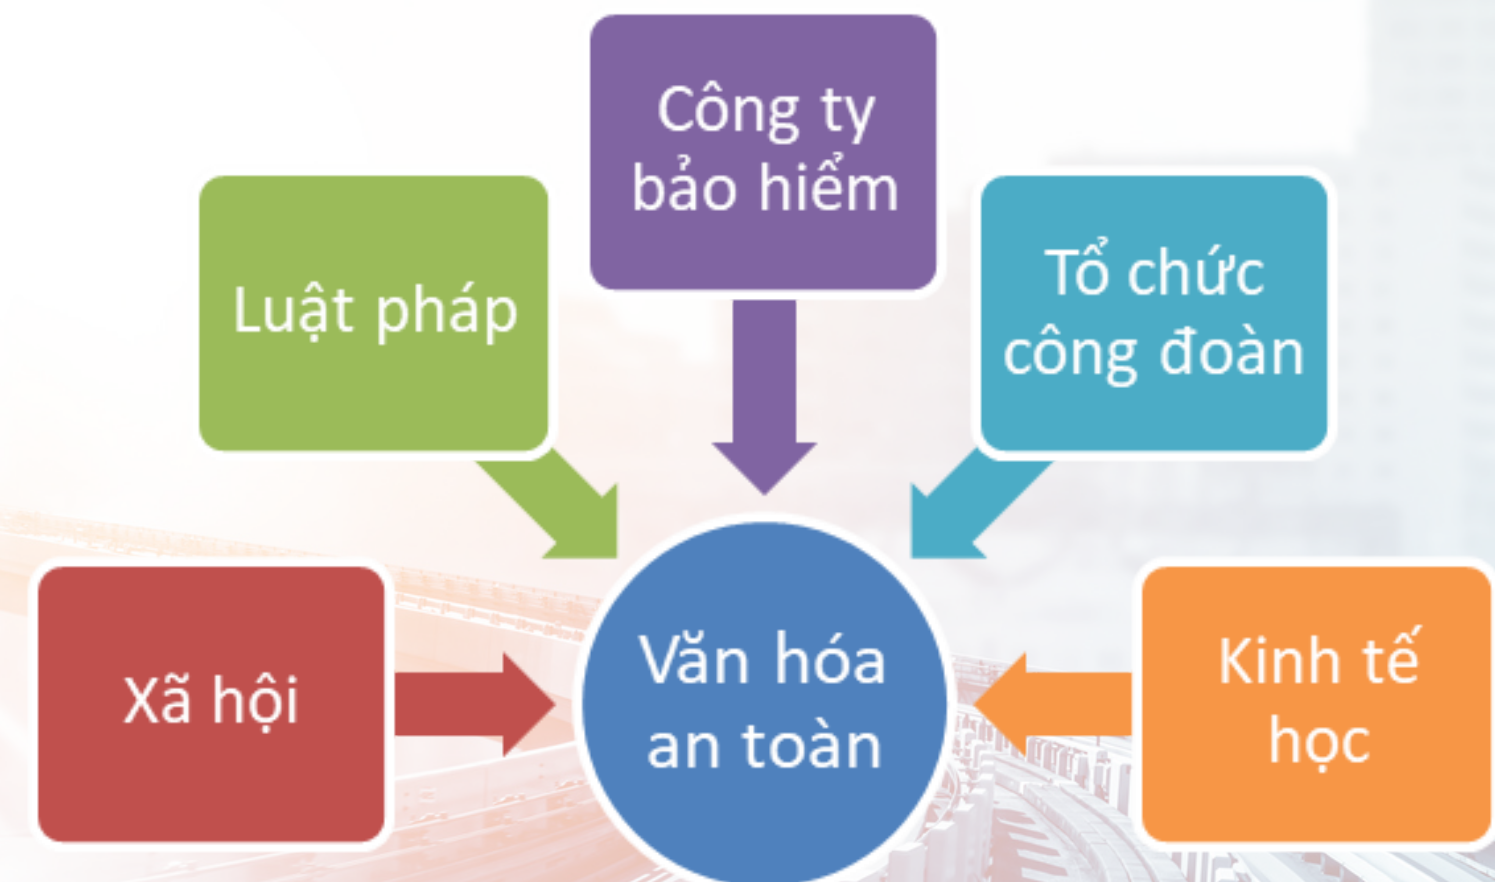 Công ty
bảo hiểm
Luật pháp
Tổ chức
công đoàn
Xã hội
Văn hóa
an toàn
Kinh tế
học